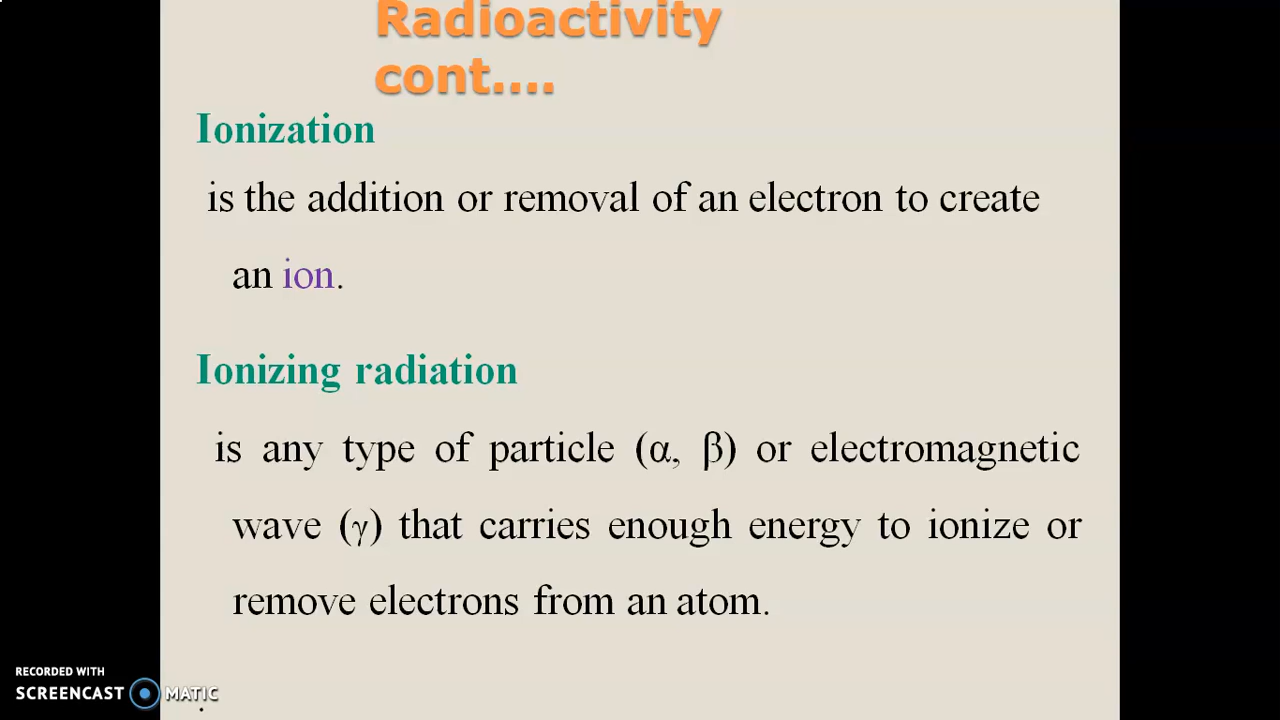 Radioactivity
cont....
Ionization
is the addition or removal of an electron to create
an ion.
Ionizing radiation
is any type of particle (α, β) or electromagnetic
wave (γ) that carries enough energy to ionize or
remove electrons from an atom.
RECORDED WITH
SCREENCAST MATIC
.